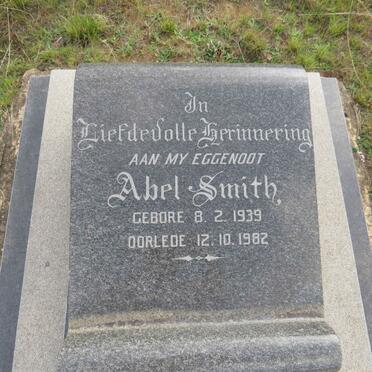 In
Liefdevolle Herinnering
AAN MY EGGENOOT
Abel Smith,
GEBORE 8. 2. 1939
OORLEDE 12. 10. 1982